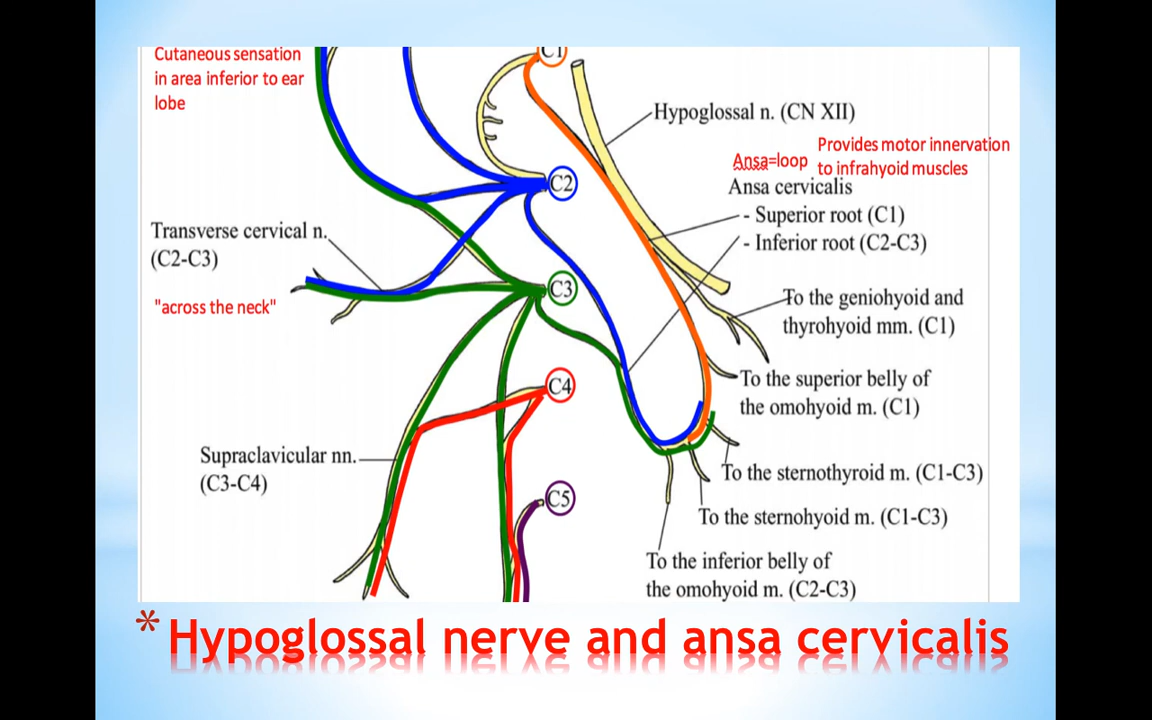 Cutaneous sensation
in area inferior to ear
lobe
C1
Hypoglossal n. (CN XII)
Provides motor innervation
to infrahyoid muscles
Ansa=loop
Ansa cervicalis
- Superior root (C1)
- Inferior root (C2-C3)
C2
Transverse cervical n.
(C2-C3)
"across the neck"
C3
To the geniohyoid and
thyrohyoid mm. (C1)
To the superior belly of
the omohyoid m. (C1)
C4
Supraclavicular nn.
(C3-C4)
To the sternothyroid m. (C1-C3)
C5
To the sternohyoid m. (C1-C3)
To the inferior belly of
the omohyoid m. (C2-C3)
* Hypoglossal nerve and ansa cervicalis